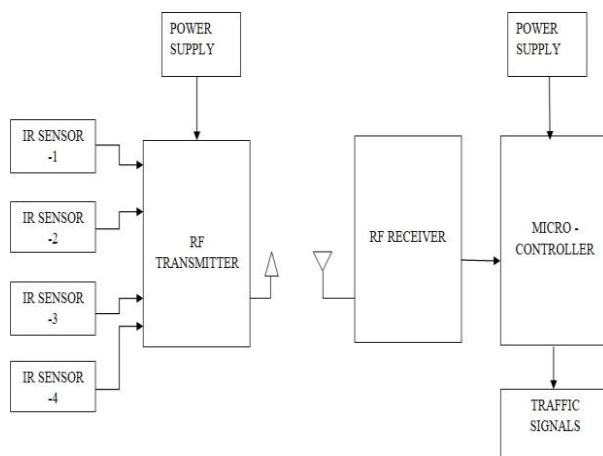 POWER
SUPPLY
POWER
SUPPLY
IR SENSOR
-1
IR SENSOR
-2
IR SENSOR
-3
IR SENSOR
-4
RF
TRANSMITTER
RF RECEIVER
MICRO -
CONTROLLER
TRAFFIC
SIGNALS